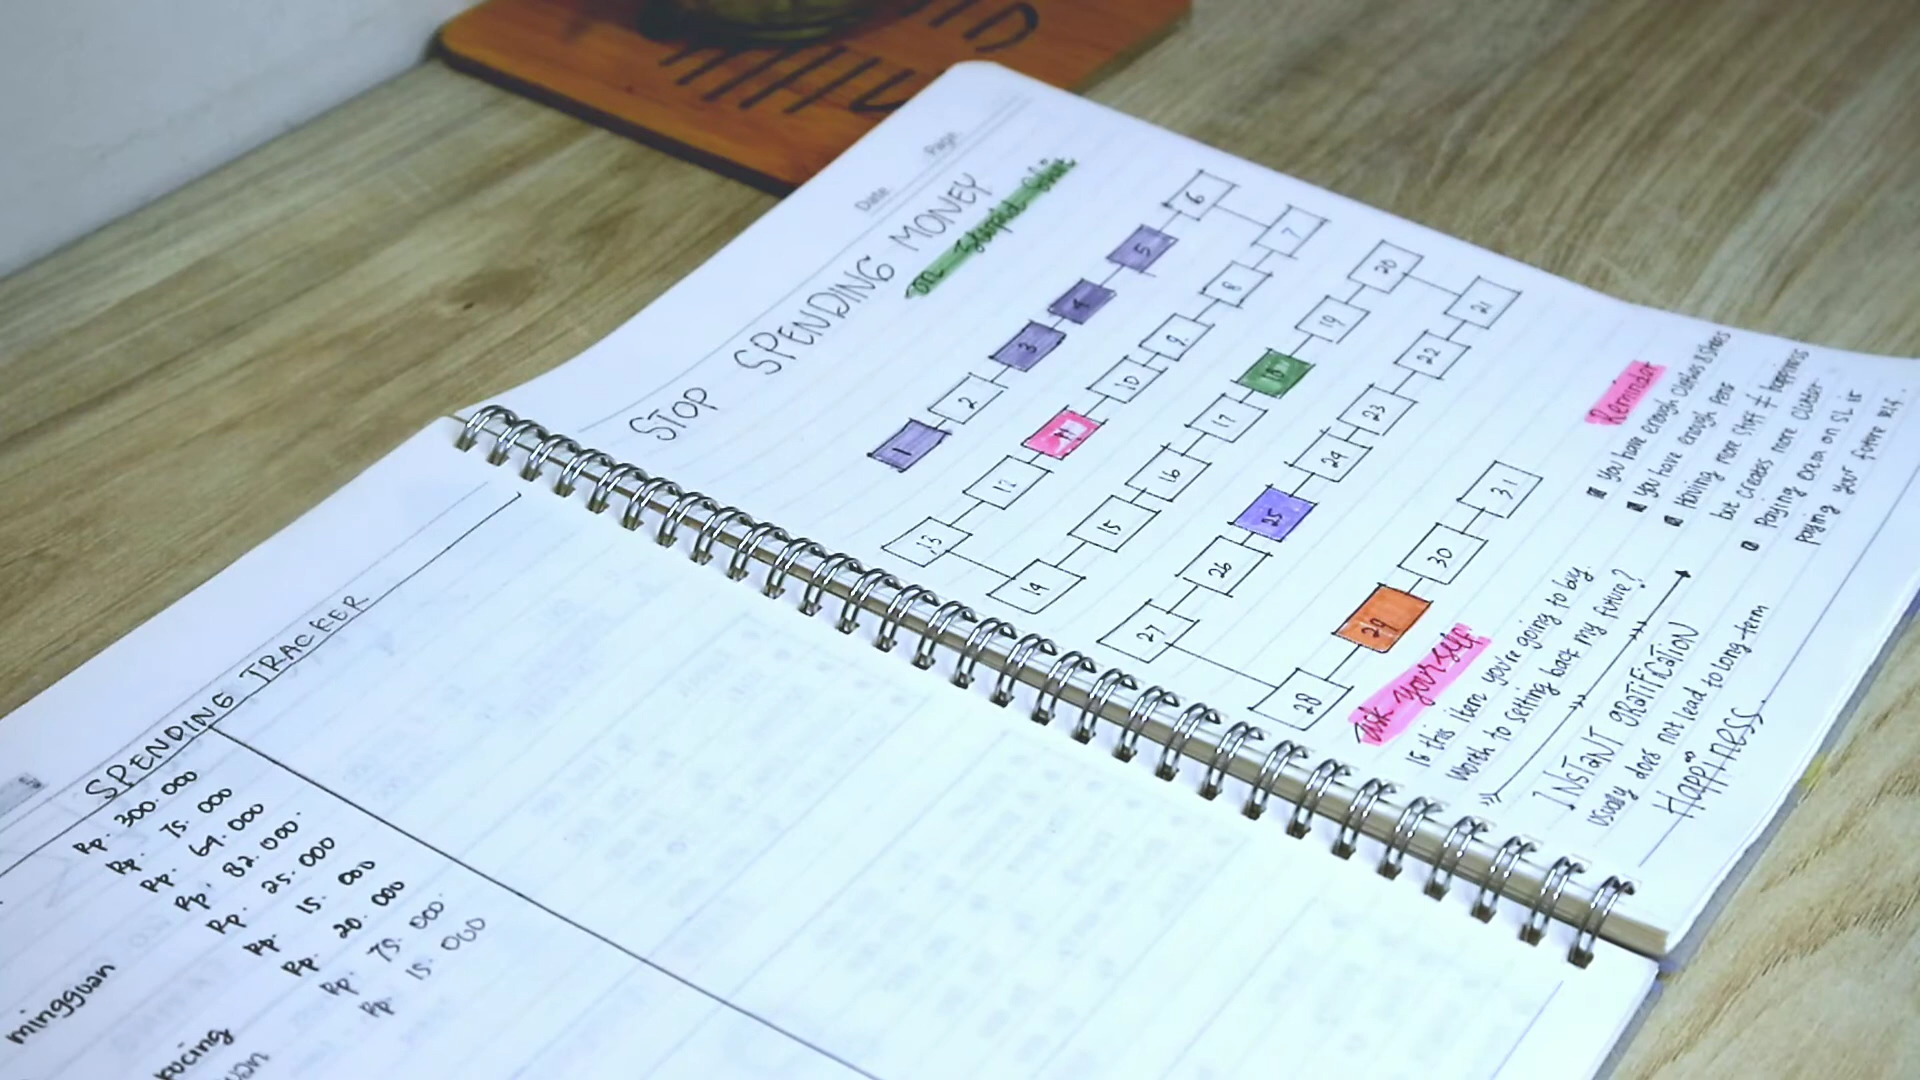 SPENDING TRACKER
Rp. 300.000
Rp. 75.000
Rp. 64.000
Rp. 82.000
Rp. 25.000
Rp. 15.000
Rp. 20.000
Rp. 75.000
Rp. 15.000
mingguan
kucing
Date
Page
STOP SPENDING MONEY
on stupid shit
1 2 3 4 5 6
7 8 9 10 11 12 13
14 15 16 17 18 19 20
21 22 23 24 25 26 27
28 29 30 31
Reminder
You have enough clothes & shoes
You have enough pens
Having more stuff ≠ happiness
but creates more clutter
Paying on SL is
paying your future
ask yourself
Is this item you're going to buy
worth to setting back my future?
INSTANT GRATIFICATION
usually does not lead to long-term
Happiness